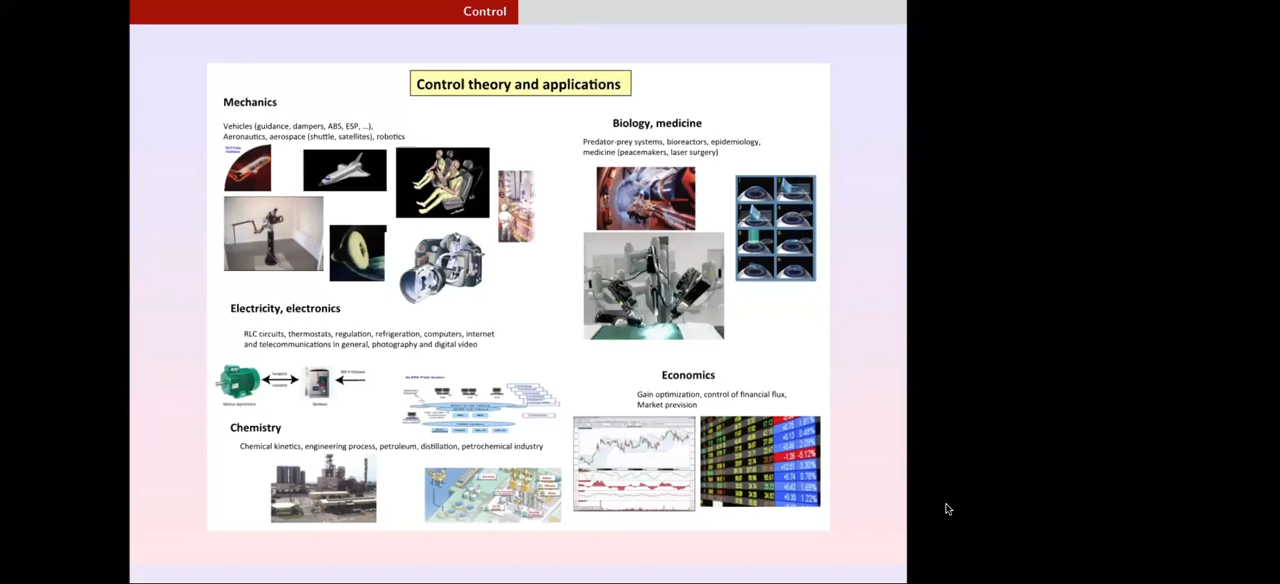 Control
Control theory and applications
Mechanics
Vehicles (guidance, dampers, ABS, ESP, ...),
Aeronautics, aerospace (shuttle, satellites), robotics
Biology, medicine
Predator-prey systems, bioreactors, epidemiology,
medicine (peacemakers, laser surgery)
Electricity, electronics
RLC circuits, thermostats, regulation, refrigeration, computers, internet
and telecommunications in general, photography and digital video
Chemistry
Chemical kinetics, engineering process, petroleum, distillation, petrochemical industry
Economics
Gain optimization, control of financial flux,
Market prevision